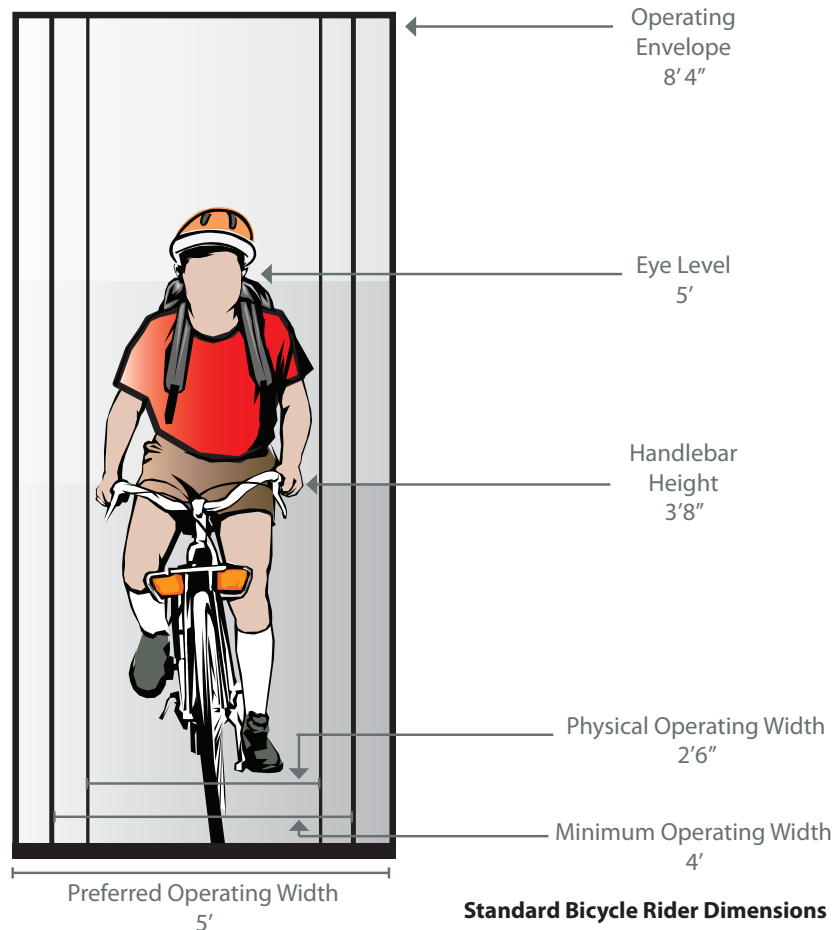 Operating
Envelope
8’ 4”
Eye Level
5’
Handlebar
Height
3’8”
Physical Operating Width
2’6”
Minimum Operating Width
4’
Preferred Operating Width
5’
Standard Bicycle Rider Dimensions